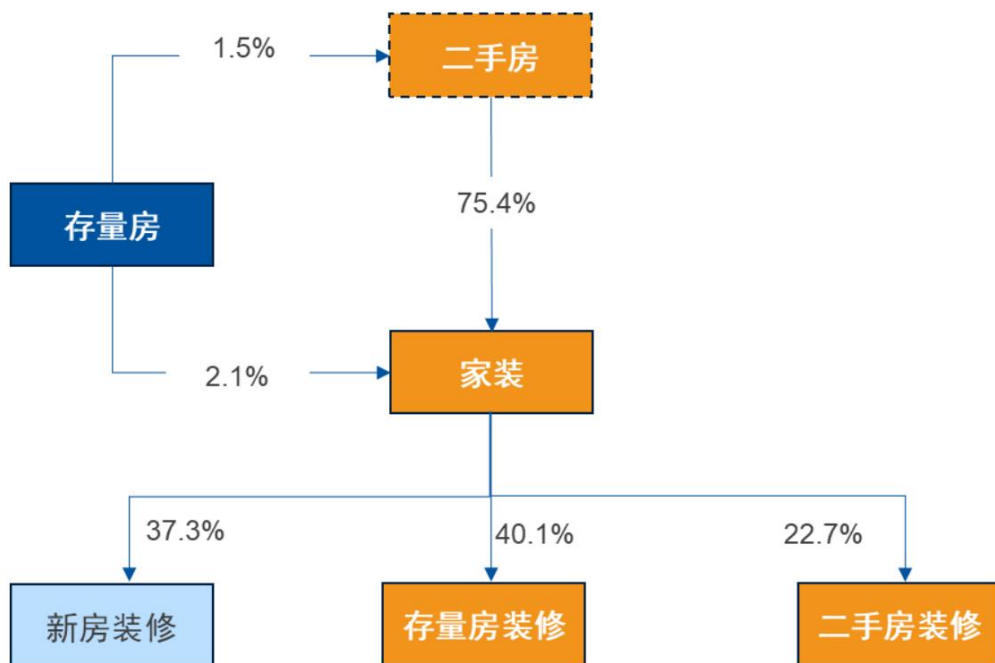 1.5%
二手房
存量房
75.4%
2.1%
家装
37.3%
40.1%
22.7%
新房装修
存量房装修
二手房装修